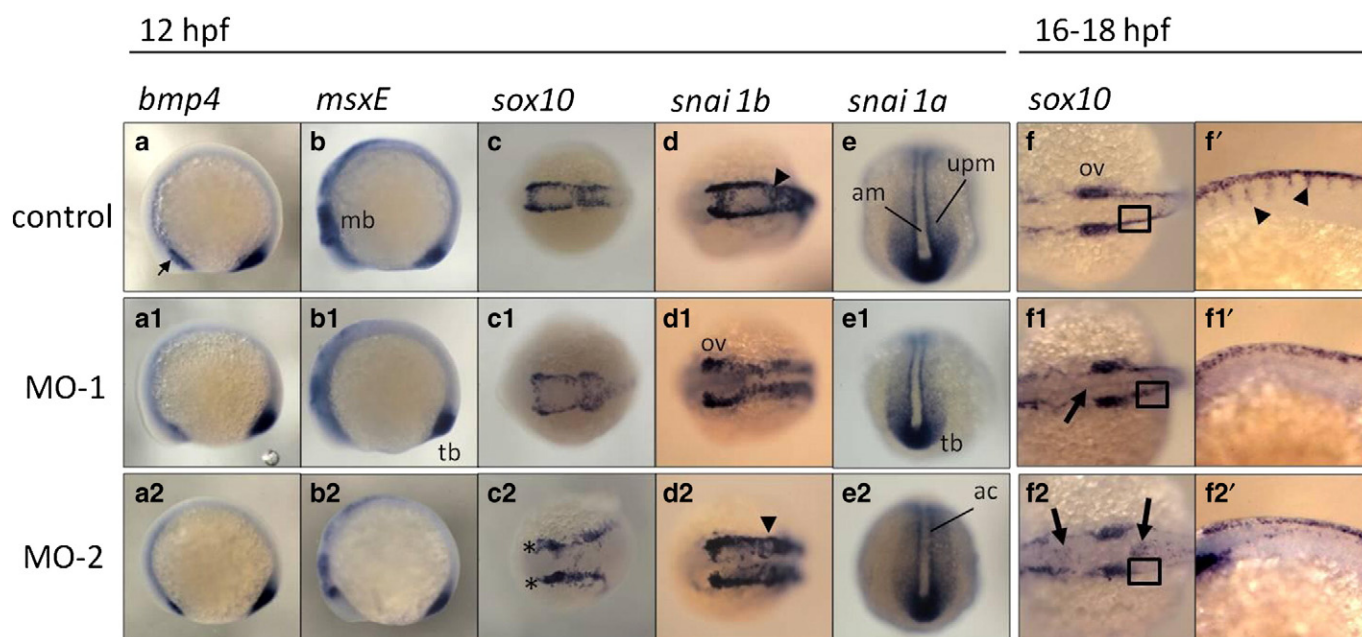 12 hpf 16-18 hpf
bmp4 msxE sox10 snai 1b snai 1a sox10
a b c d e f f′
control mb am upm ov
a1 b1 c1 d1 e1 f1 f1′
MO-1 tb ov tb
a2 b2 c2 d2 e2 f2 f2′
MO-2 * * ac